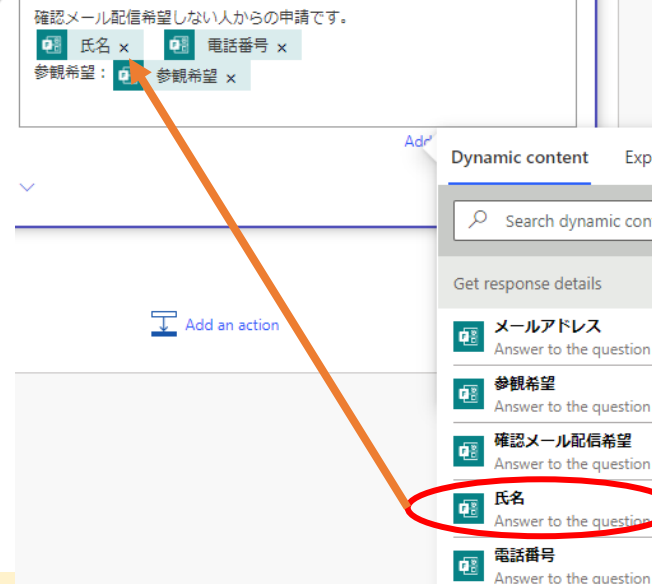 確認メール配信希望しない人からの申請です。
氏名 × 電話番号 ×
参観希望： 参観希望 ×
Add
Dynamic content Exp
Search dynamic con
Get response details
Add an action
メールアドレス
Answer to the question
参観希望
Answer to the question
確認メール配信希望
Answer to the question
氏名
Answer to the question
電話番号
Answer to the question